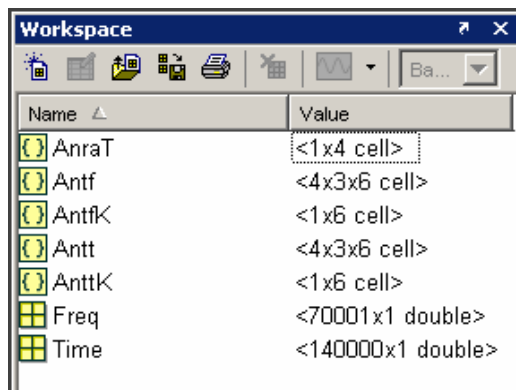 Workspace
Ba...
Name Value
AnraT <1x4 cell>
Antf <4x3x6 cell>
AntfK <1x6 cell>
Antt <4x3x6 cell>
AnttK <1x6 cell>
Freq <70001x1 double>
Time <140000x1 double>